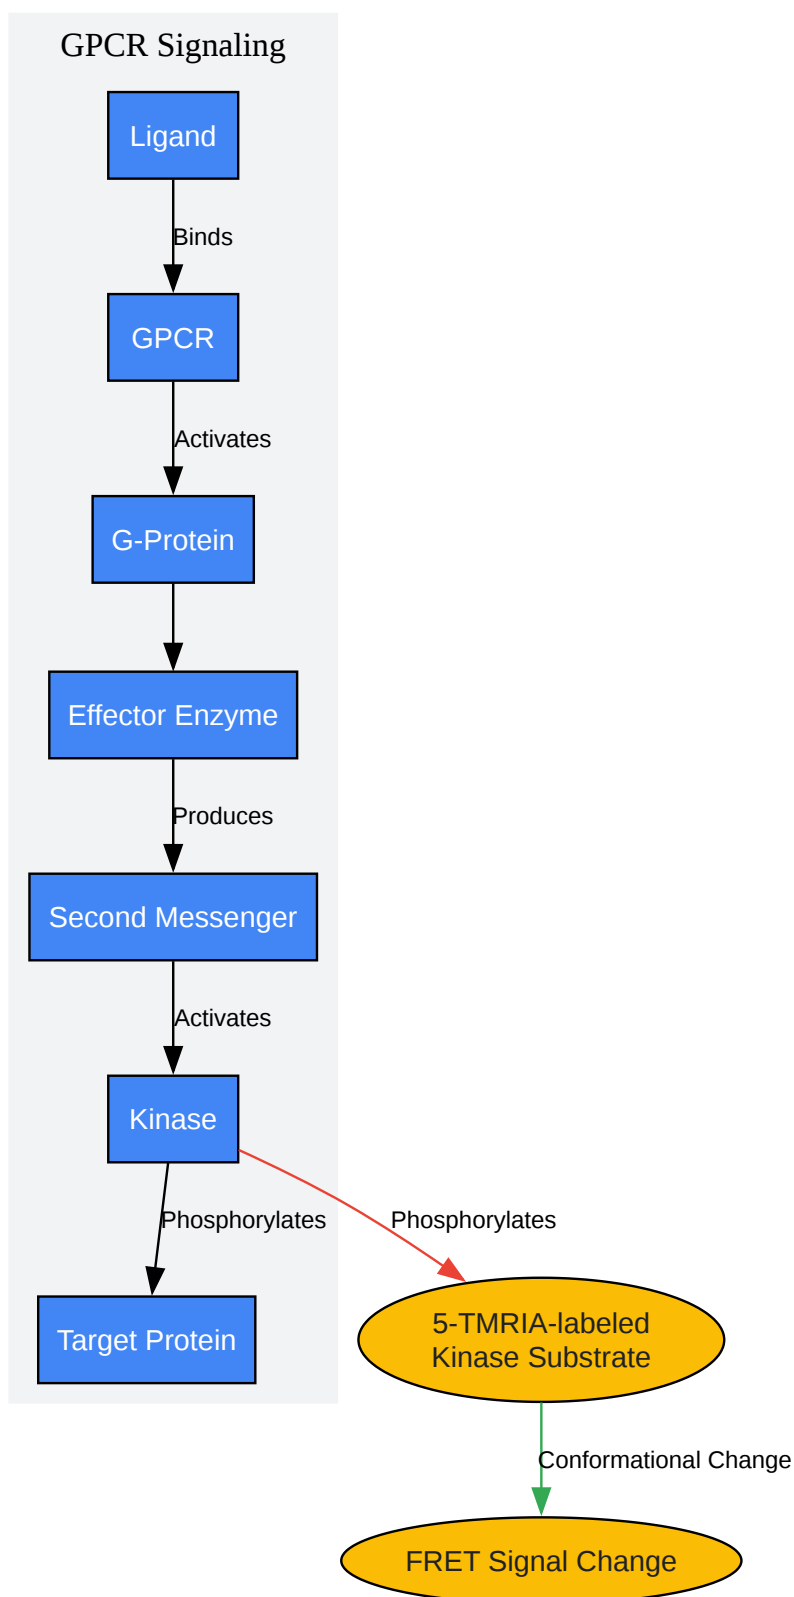 GPCR Signaling
Ligand
Binds
GPCR
Activates
G-Protein
Effector Enzyme
Produces
Second Messenger
Activates
Kinase
Phosphorylates
Phosphorylates
Target Protein
5-TMRIA-labeled
Kinase Substrate
Conformational Change
FRET Signal Change